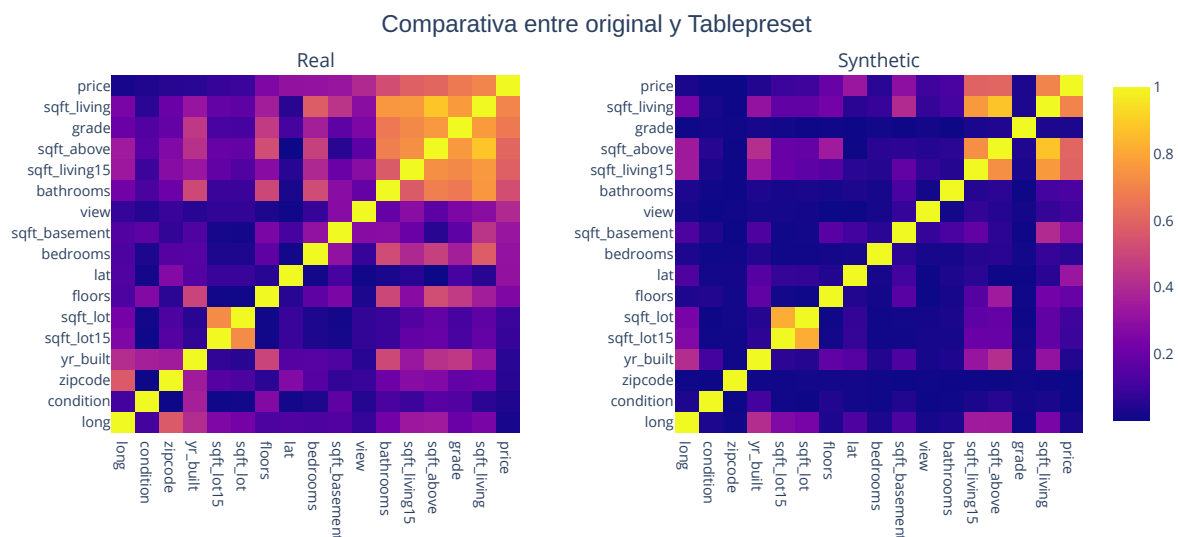 Comparativa entre original y Tablepreset
Real
Synthetic
price
sqft_living
grade
sqft_above
sqft_living15
bathrooms
view
sqft_basement
bedrooms
lat
floors
sqft_lot
sqft_lot15
yr_built
zipcode
condition
long
long
condition
zipcode
yr_built
sqft_lot15
sqft_lot
floors
lat
bedrooms
sqft_basement
view
bathrooms
sqft_living15
sqft_above
grade
sqft_living
price
price
sqft_living
grade
sqft_above
sqft_living15
bathrooms
view
sqft_basement
bedrooms
lat
floors
sqft_lot
sqft_lot15
yr_built
zipcode
condition
long
long
condition
zipcode
yr_built
sqft_lot15
sqft_lot
floors
lat
bedrooms
sqft_basement
view
bathrooms
sqft_living15
sqft_above
grade
sqft_living
price
1
0.8
0.6
0.4
0.2